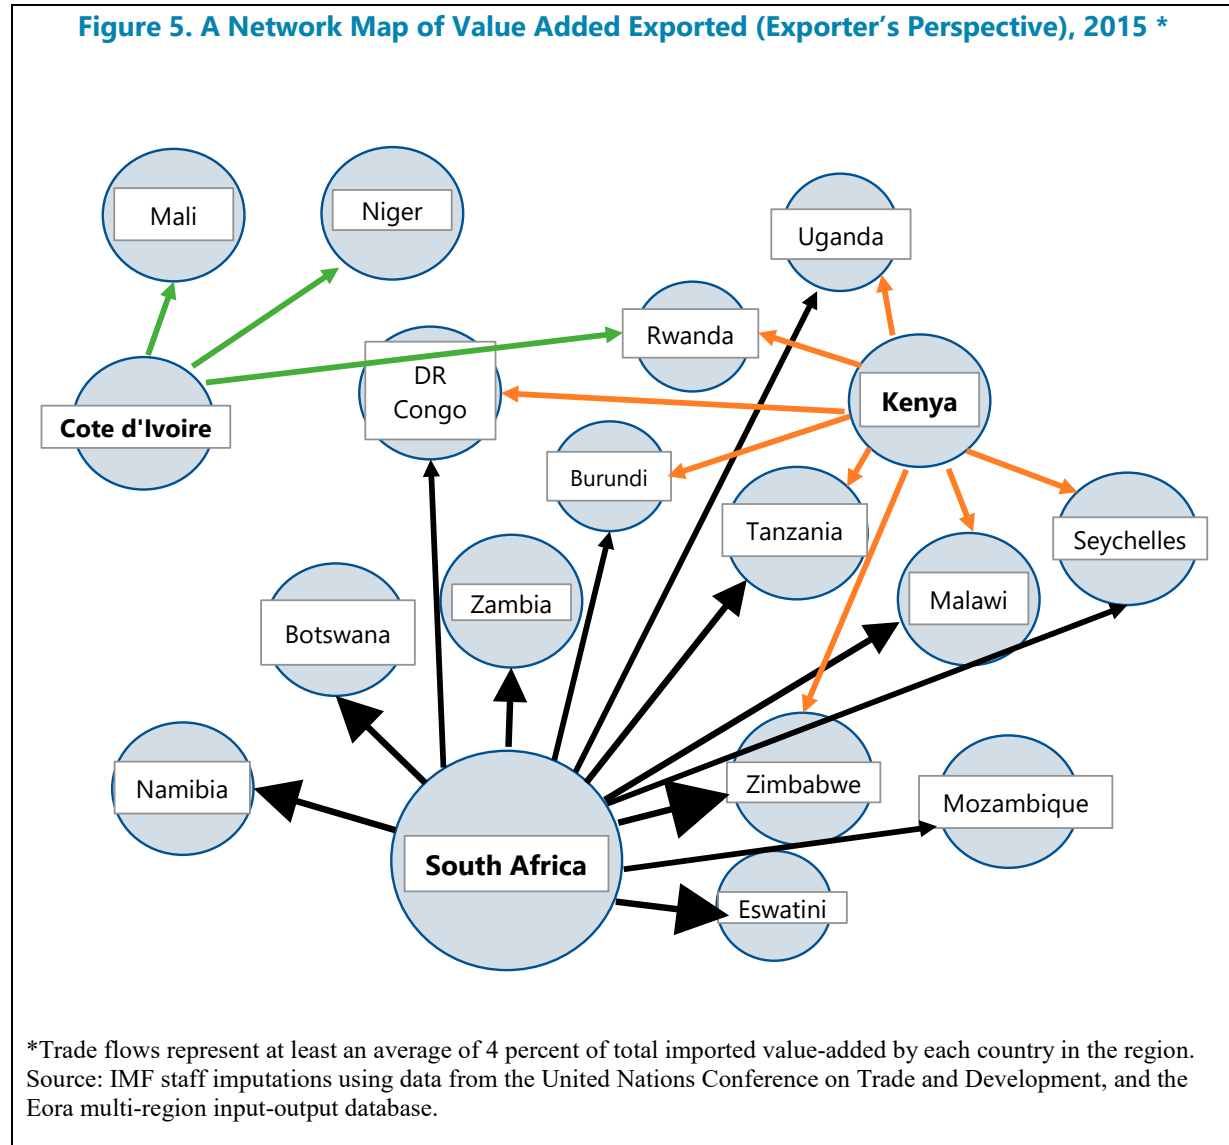 Figure 5. A Network Map of Value Added Exported (Exporter's Perspective), 2015 *
Mali
Niger
Uganda
Rwanda
DR
Congo
Kenya
Cote d'Ivoire
Burundi
Tanzania
Seychelles
Zambia
Malawi
Botswana
Namibia
Zimbabwe
Mozambique
South Africa
Eswatini
*Trade flows represent at least an average of 4 percent of total imported value-added by each country in the region.
Source: IMF staff imputations using data from the United Nations Conference on Trade and Development, and the
Eora multi-region input-output database.